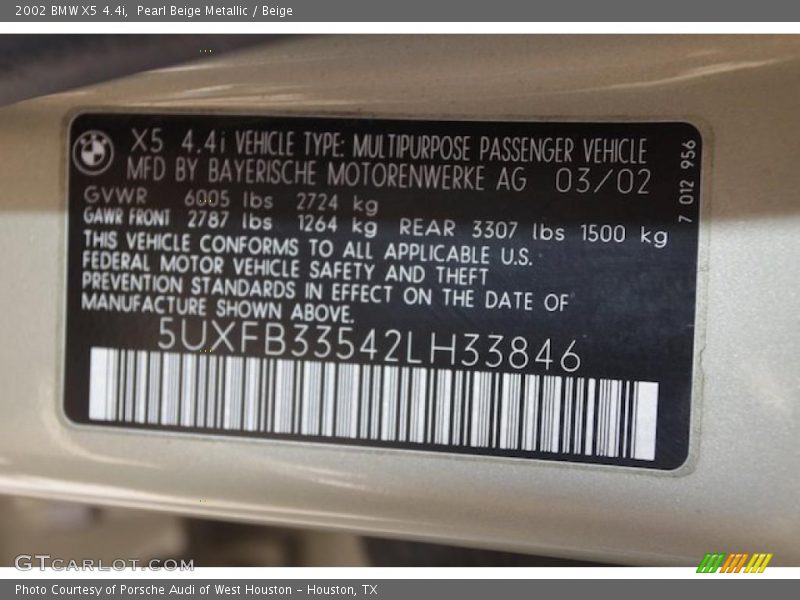 2002 BMW X5 4.4i, Pearl Beige Metallic / Beige
X5 4.4i VEHICLE TYPE: MULTIPURPOSE PASSENGER VEHICLE
MFD BY BAYERISCHE MOTORENWERKE AG 03/02
GVWR 6005 lbs 2724 kg
GAWR FRONT 2787 lbs 1264 kg REAR 3307 lbs 1500 kg
THIS VEHICLE CONFORMS TO ALL APPLICABLE U.S.
FEDERAL MOTOR VEHICLE SAFETY AND THEFT
PREVENTION STANDARDS IN EFFECT ON THE DATE OF
MANUFACTURE SHOWN ABOVE.
5UXFB33542LH33846
7 012 956
GTCARLOT.COM
Photo Courtesy of Porsche Audi of West Houston - Houston, TX